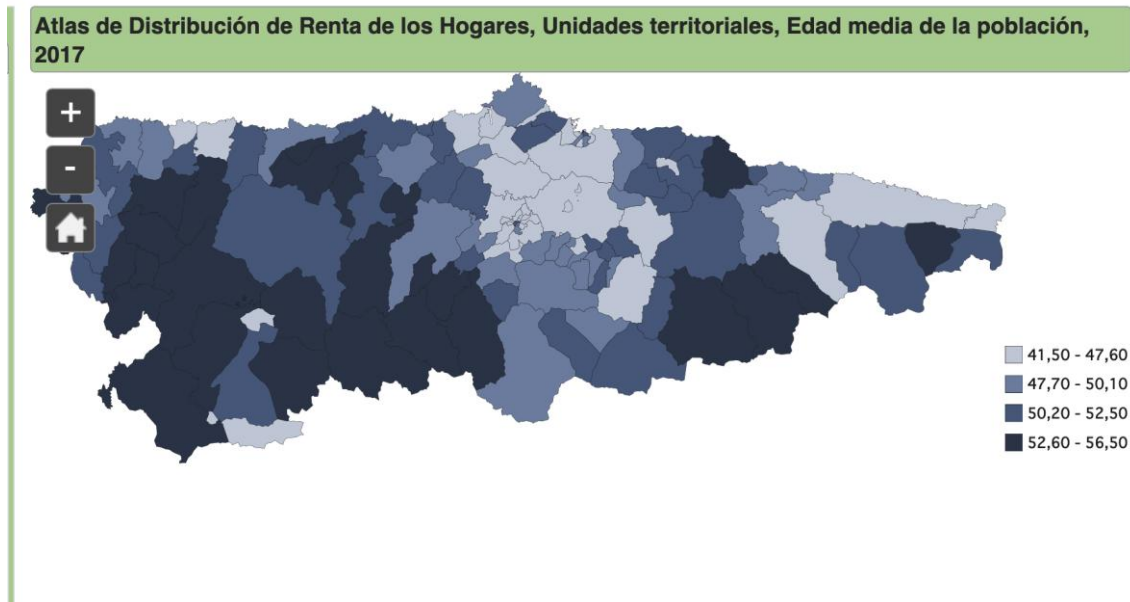 Atlas de Distribución de Renta de los Hogares, Unidades territoriales, Edad media de la población,
2017
+
-
41,50 - 47,60
47,70 - 50,10
50,20 - 52,50
52,60 - 56,50